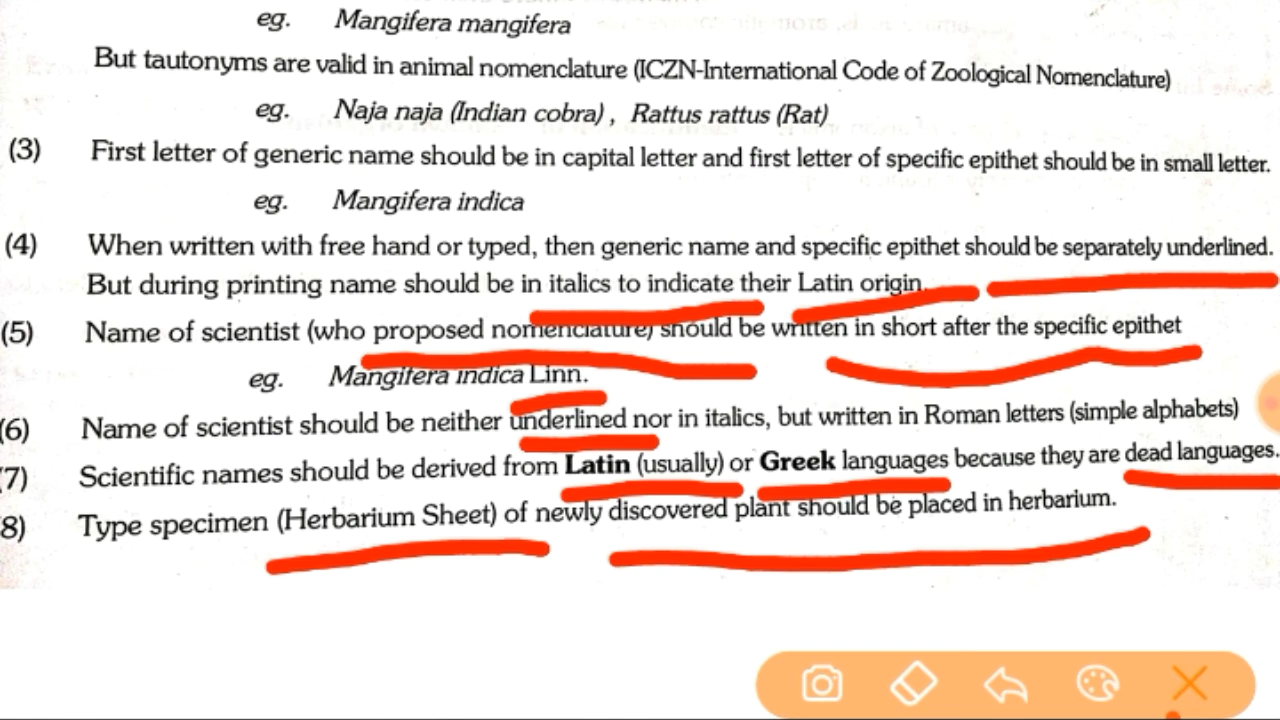 eg. Mangifera mangifera
But tautonyms are valid in animal nomenclature (ICZN-International Code of Zoological Nomenclature)
eg. Naja naja (Indian cobra) , Rattus rattus (Rat)
(3) First letter of generic name should be in capital letter and first letter of specific epithet should be in small letter.
eg. Mangifera indica
(4) When written with free hand or typed, then generic name and specific epithet should be separately underlined.
But during printing name should be in italics to indicate their Latin origin.
(5) Name of scientist (who proposed nomenclature) should be written in short after the specific epithet
eg. Mangifera indica Linn.
(6) Name of scientist should be neither underlined nor in italics, but written in Roman letters (simple alphabets)
(7) Scientific names should be derived from Latin (usually) or Greek languages because they are dead languages.
8) Type specimen (Herbarium Sheet) of newly discovered plant should be placed in herbarium.